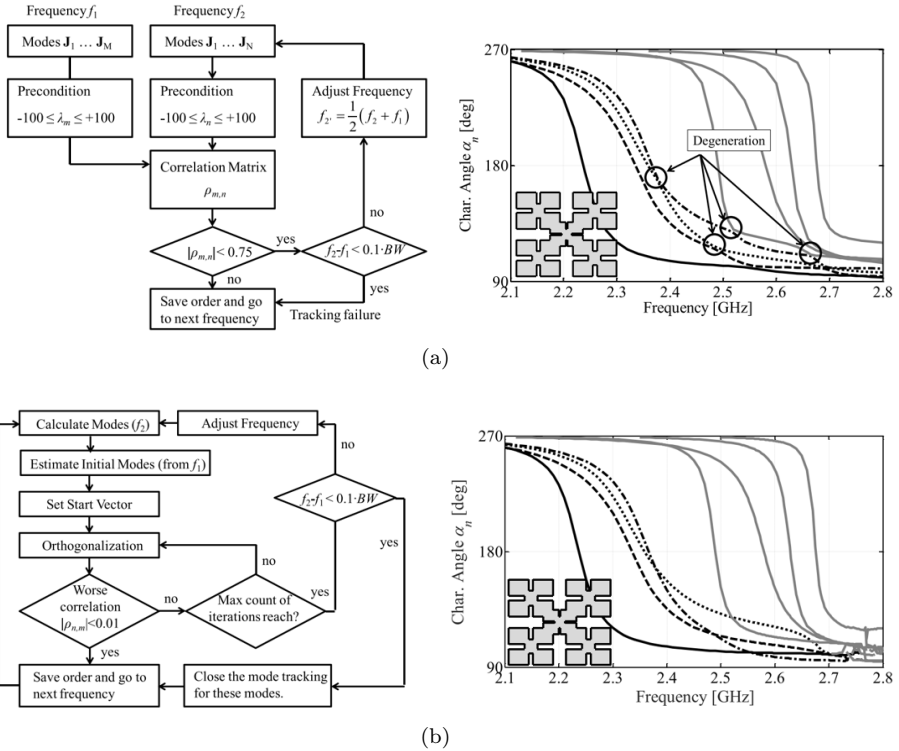 Frequency f₁
Frequency f₂
Modes J₁ … J_M
Modes J₁ … J_N
Precondition
-100 ≤ λₘ ≤ +100
Precondition
-100 ≤ λₙ ≤ +100
Adjust Frequency
f₂' = 1/2 (f₂ + f₁)
Correlation Matrix
ρₘ,ₙ
no
|ρₘ,ₙ| < 0.75
yes
f₂-f₁ < 0.1·BW
no
yes
Save order and go
to next frequency
Tracking failure
Char. Angle αₙ [deg]
270
180
90
Degeneration
2.1
2.2
2.3
2.4
2.5
2.6
2.7
2.8
Frequency [GHz]
(a)
Calculate Modes (f₂)
Adjust Frequency
no
Estimate Initial Modes (from f₁)
Set Start Vector
f₂-f₁ < 0.1·BW
Orthogonalization
yes
no
Worse
correlation
|ρₙ,ₘ|<0.01
no
Max count of
iterations reach?
yes
yes
Save order and go to
next frequency
Close the mode tracking
for these modes.
Char. Angle αₙ [deg]
270
180
90
2.1
2.2
2.3
2.4
2.5
2.6
2.7
2.8
Frequency [GHz]
(b)